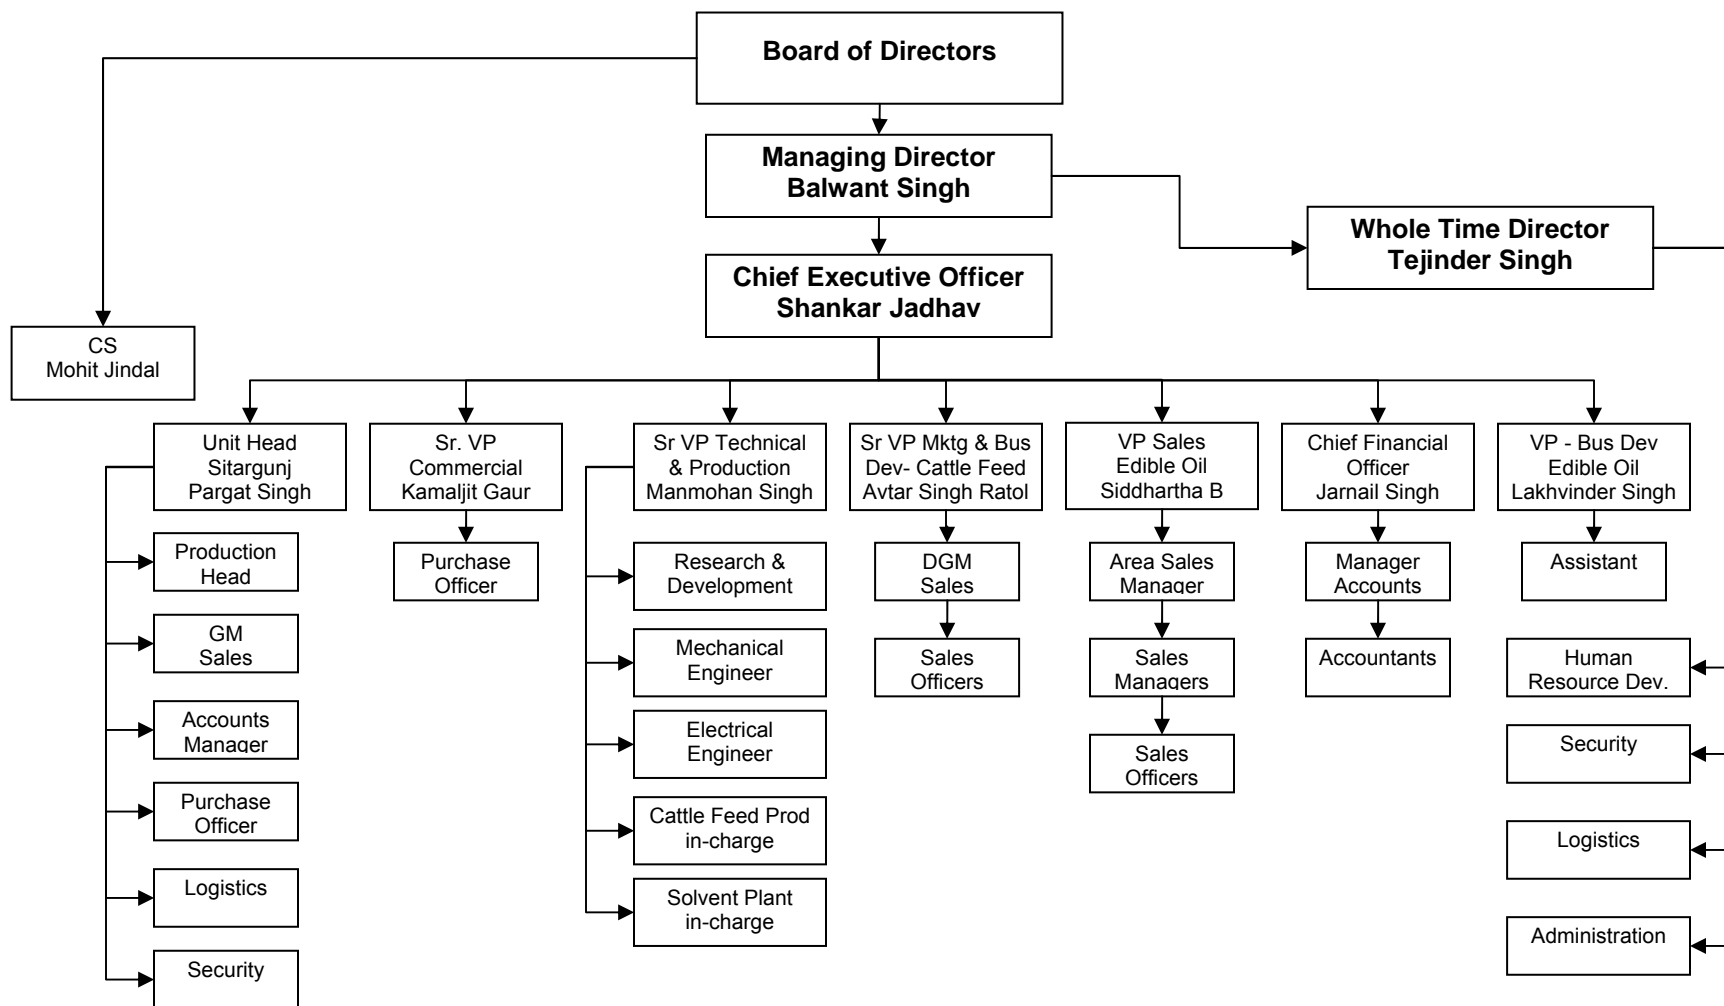 Board of Directors
Managing Director
Balwant Singh
Whole Time Director
Tejinder Singh
Chief Executive Officer
Shankar Jadhav
CS
Mohit Jindal
Unit Head
Sitargunj
Pargat Singh
Sr. VP
Commercial
Kamaljit Gaur
Sr VP Technical
& Production
Manmohan Singh
Sr VP Mktg & Bus
Dev- Cattle Feed
Avtar Singh Ratol
VP Sales
Edible Oil
Siddhartha B
Chief Financial
Officer
Jarnail Singh
VP - Bus Dev
Edible Oil
Lakhvinder Singh
Production
Head
GM
Sales
Accounts
Manager
Purchase
Officer
Logistics
Security
Purchase
Officer
Research &
Development
Mechanical
Engineer
Electrical
Engineer
Cattle Feed Prod
in-charge
Solvent Plant
in-charge
DGM
Sales
Sales
Officers
Area Sales
Manager
Sales
Managers
Sales
Officers
Manager
Accounts
Accountants
Assistant
Human
Resource Dev.
Security
Logistics
Administration